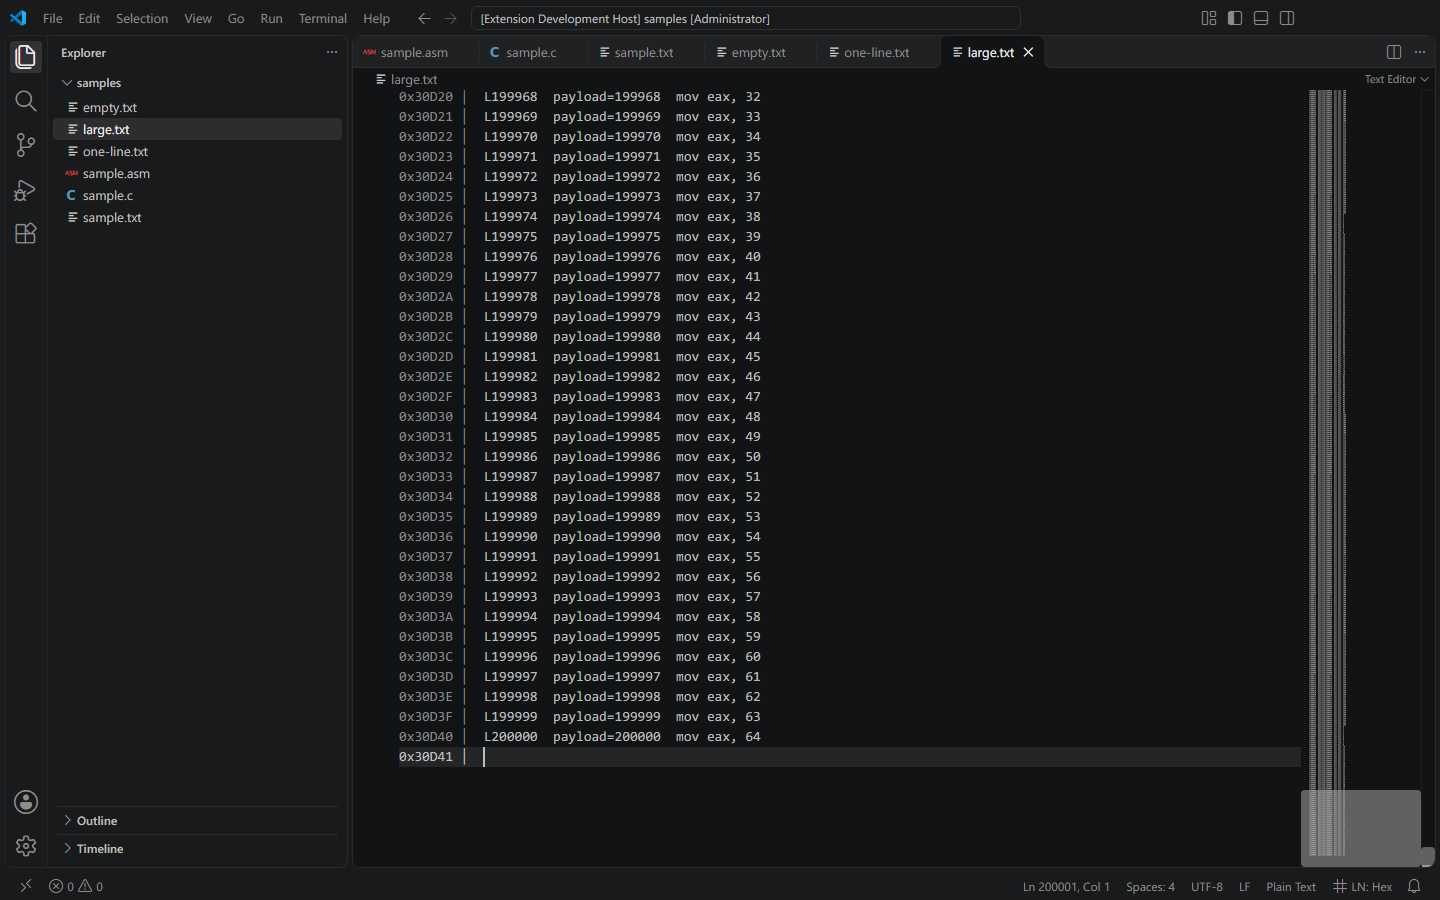 File Edit Selection View Go Run Terminal Help
[Extension Development Host] samples [Administrator]
Explorer
samples
empty.txt
large.txt
one-line.txt
ASM sample.asm
C sample.c
sample.txt
Outline
Timeline
ASM sample.asm C sample.c sample.txt empty.txt one-line.txt large.txt
large.txt
Text Editor
0x30D20 | L199968 payload=199968 mov eax, 32
0x30D21 | L199969 payload=199969 mov eax, 33
0x30D22 | L199970 payload=199970 mov eax, 34
0x30D23 | L199971 payload=199971 mov eax, 35
0x30D24 | L199972 payload=199972 mov eax, 36
0x30D25 | L199973 payload=199973 mov eax, 37
0x30D26 | L199974 payload=199974 mov eax, 38
0x30D27 | L199975 payload=199975 mov eax, 39
0x30D28 | L199976 payload=199976 mov eax, 40
0x30D29 | L199977 payload=199977 mov eax, 41
0x30D2A | L199978 payload=199978 mov eax, 42
0x30D2B | L199979 payload=199979 mov eax, 43
0x30D2C | L199980 payload=199980 mov eax, 44
0x30D2D | L199981 payload=199981 mov eax, 45
0x30D2E | L199982 payload=199982 mov eax, 46
0x30D2F | L199983 payload=199983 mov eax, 47
0x30D30 | L199984 payload=199984 mov eax, 48
0x30D31 | L199985 payload=199985 mov eax, 49
0x30D32 | L199986 payload=199986 mov eax, 50
0x30D33 | L199987 payload=199987 mov eax, 51
0x30D34 | L199988 payload=199988 mov eax, 52
0x30D35 | L199989 payload=199989 mov eax, 53
0x30D36 | L199990 payload=199990 mov eax, 54
0x30D37 | L199991 payload=199991 mov eax, 55
0x30D38 | L199992 payload=199992 mov eax, 56
0x30D39 | L199993 payload=199993 mov eax, 57
0x30D3A | L199994 payload=199994 mov eax, 58
0x30D3B | L199995 payload=199995 mov eax, 59
0x30D3C | L199996 payload=199996 mov eax, 60
0x30D3D | L199997 payload=199997 mov eax, 61
0x30D3E | L199998 payload=199998 mov eax, 62
0x30D3F | L199999 payload=199999 mov eax, 63
0x30D40 | L200000 payload=200000 mov eax, 64
0x30D41 |
0 0
Ln 200001, Col 1 Spaces: 4 UTF-8 LF Plain Text LN: Hex